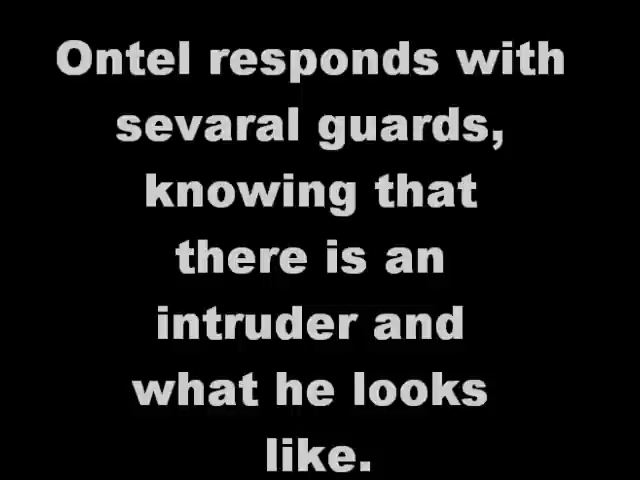 Ontel responds with
sevaral guards,
knowing that
there is an
intruder and
what he looks
like.